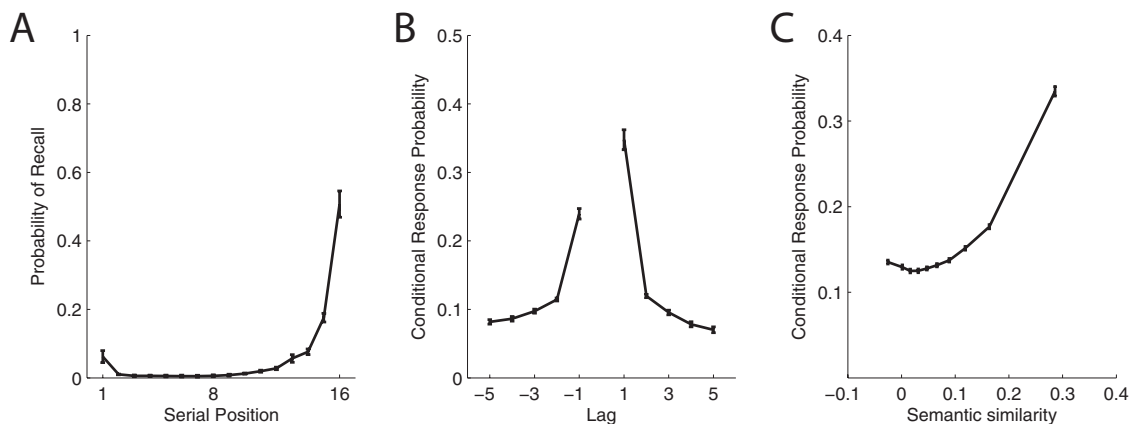 A
Probability of Recall
1
0.8
0.6
0.4
0.2
0
1 8 16
Serial Position
B
Conditional Response Probability
0.5
0.4
0.3
0.2
0.1
0
−5 −3 −1 1 3 5
Lag
C
Conditional Response Probability
0.4
0.3
0.2
0.1
−0.1 0 0.1 0.2 0.3 0.4
Semantic similarity